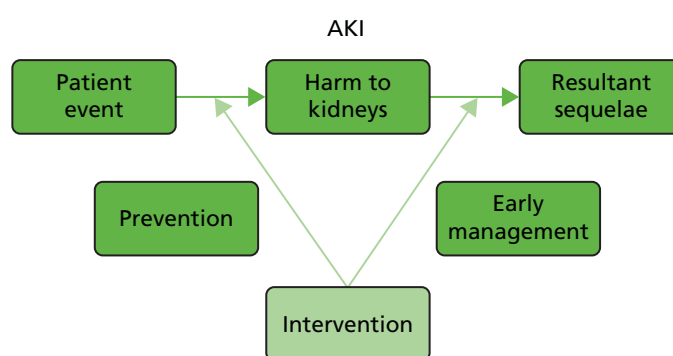 AKI
Patient
event
Harm to
kidneys
Resultant
sequelae
Prevention
Early
management
Intervention